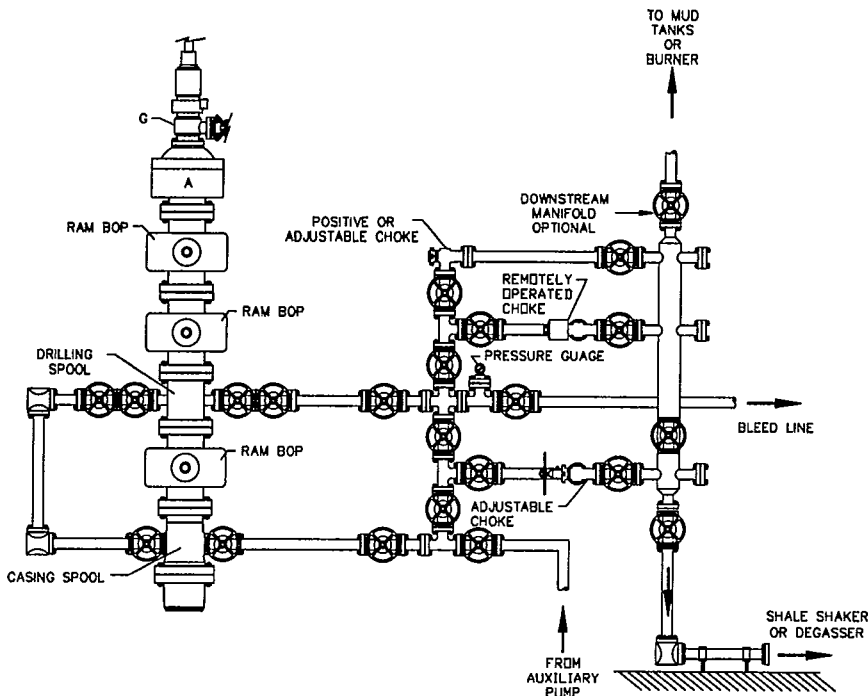 TO MUD
TANKS
OR
BURNER
G
A
RAM BOP
POSITIVE OR
ADJUSTABLE CHOKE
DOWNSTREAM
MANIFOLD
OPTIONAL
REMOTELY
OPERATED
CHOKE
RAM BOP
DRILLING
SPOOL
PRESSURE GUAGE
BLEED LINE
RAM BOP
ADJUSTABLE
CHOKE
CASING SPOOL
SHALE SHAKER
OR DEGASSER
FROM
AUXILIARY
PUMP